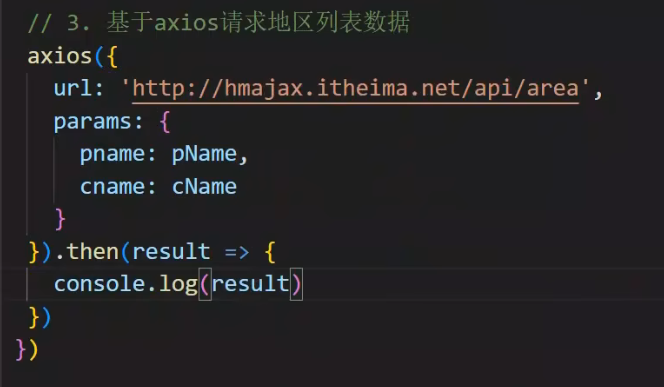 // 3. 基于axios请求地区列表数据
axios({
url: 'http://hmajax.itheima.net/api/area',
params: {
pname: pName,
cname: cName
}
}).then(result => {
console.log(result)
})
})